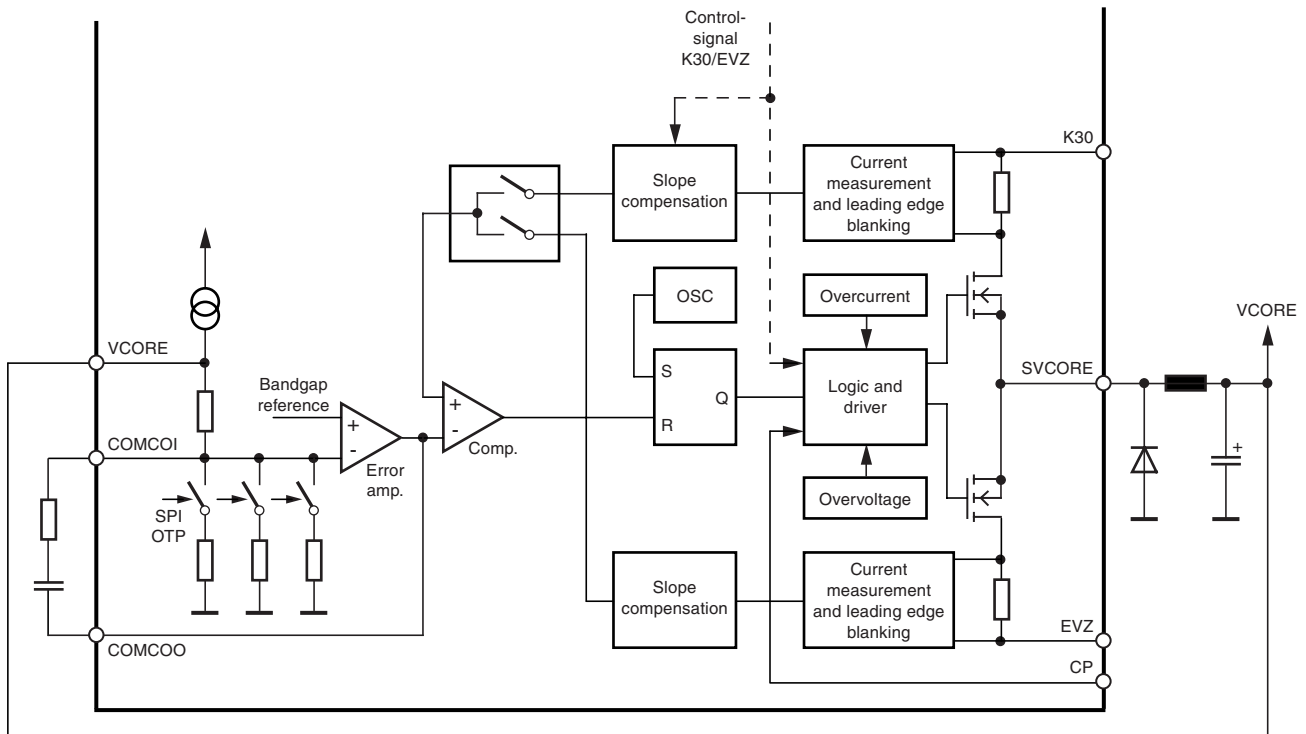 Control-
signal
K30/EVZ
K30
Slope
compensation
Current
measurement
and leading edge
blanking
OSC
Overcurrent
VCORE
VCORE
SVCORE
Bandgap
reference
+
-
Error
amp.
+
-
Comp.
S
R
Q
Logic and
driver
COMCOI
+
SPI
OTP
Overvoltage
Slope
compensation
Current
measurement
and leading edge
blanking
COMCOO
EVZ
CP